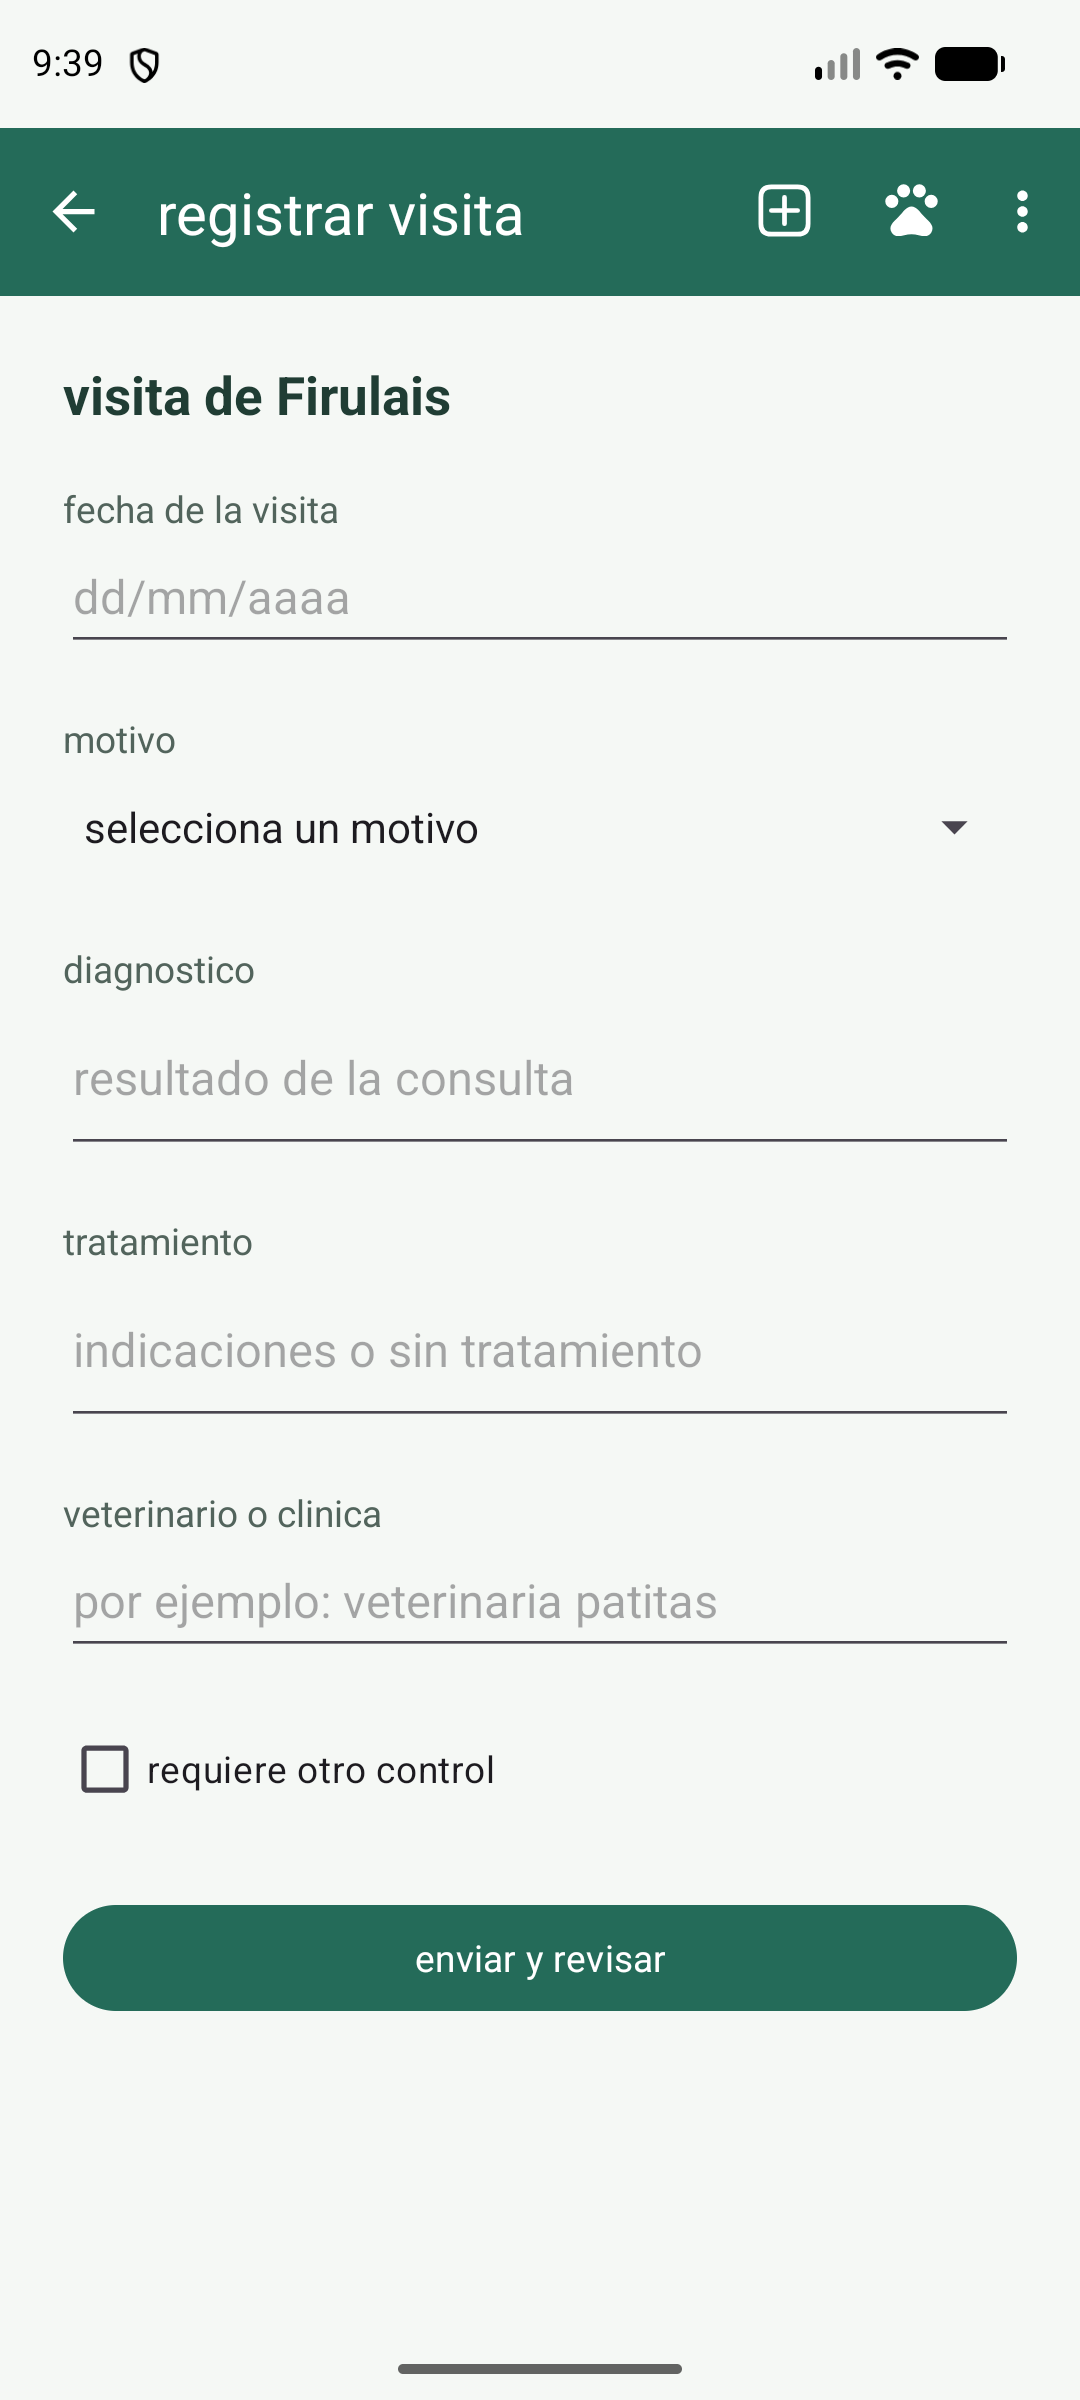 9:39
registrar visita
visita de Firulais
fecha de la visita
dd/mm/aaaa
motivo
selecciona un motivo
diagnostico
resultado de la consulta
tratamiento
indicaciones o sin tratamiento
veterinario o clinica
por ejemplo: veterinaria patitas
requiere otro control
enviar y revisar